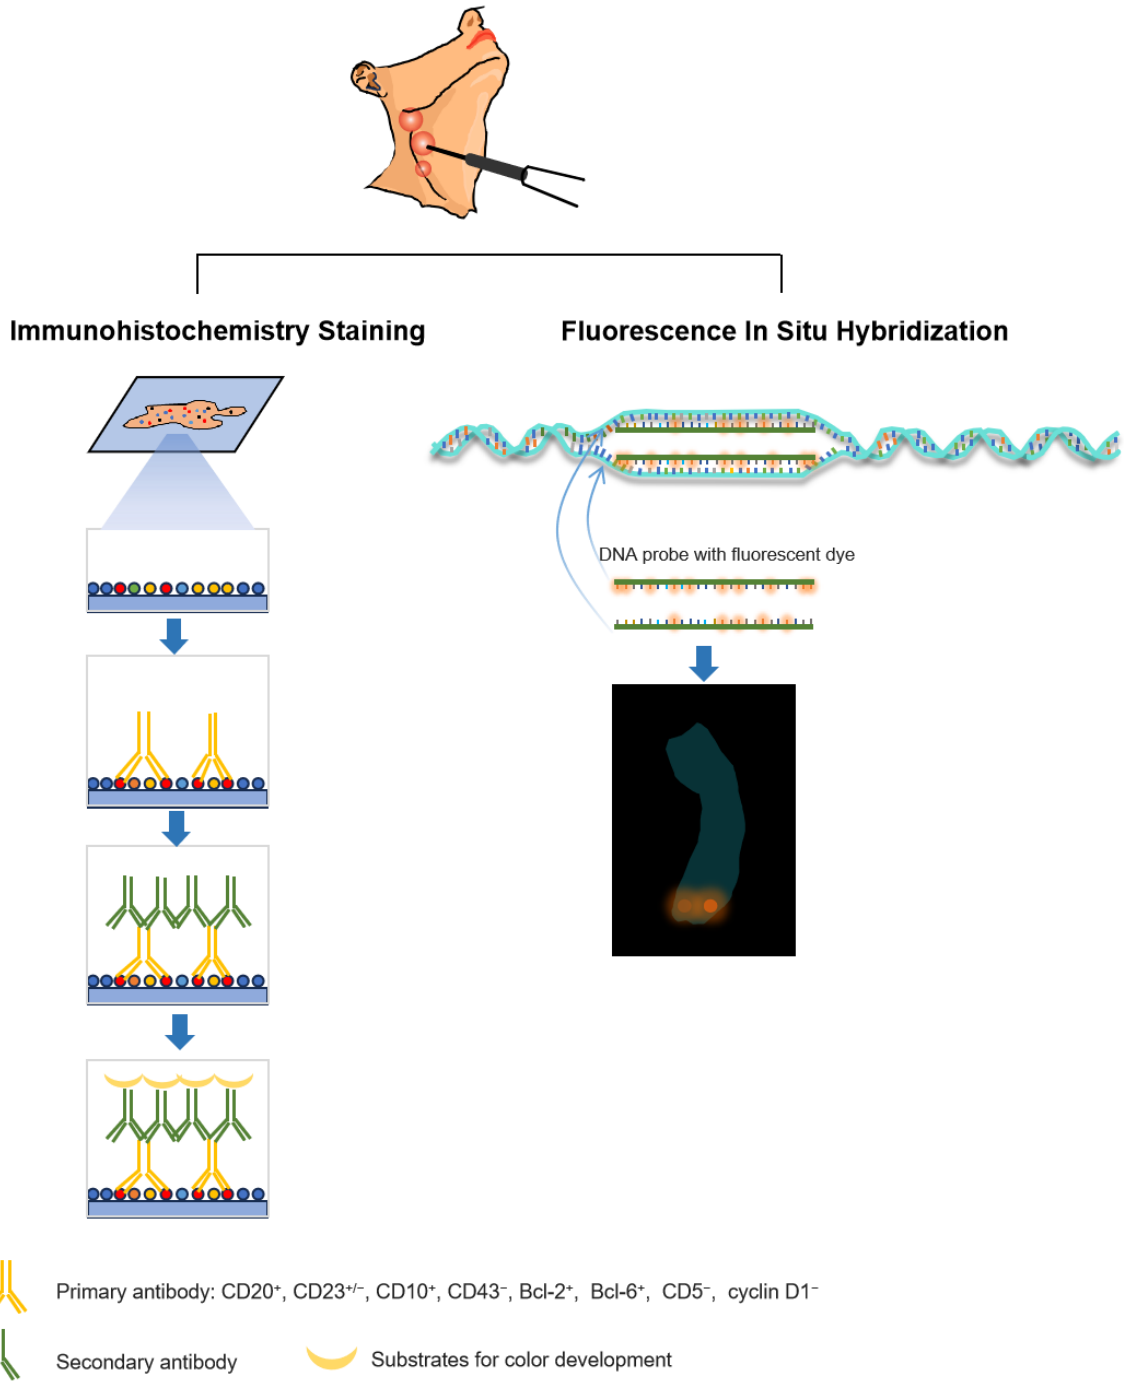 Immunohistochemistry Staining
Fluorescence In Situ Hybridization
DNA probe with fluorescent dye
Primary antibody: CD20⁺, CD23⁺/⁻, CD10⁺, CD43⁻, Bcl-2⁺, Bcl-6⁺, CD5⁻, cyclin D1⁻
Secondary antibody
Substrates for color development